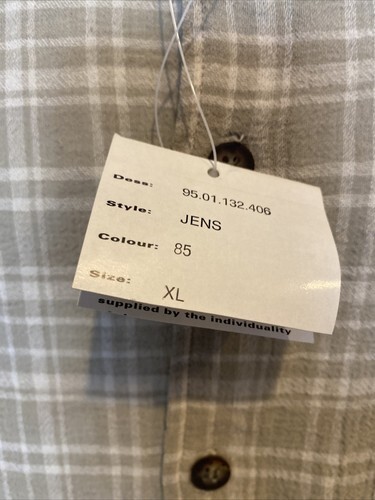 Dess: 95.01.132.406
Style: JENS
Colour: 85
Size: XL
supplied by the individuality